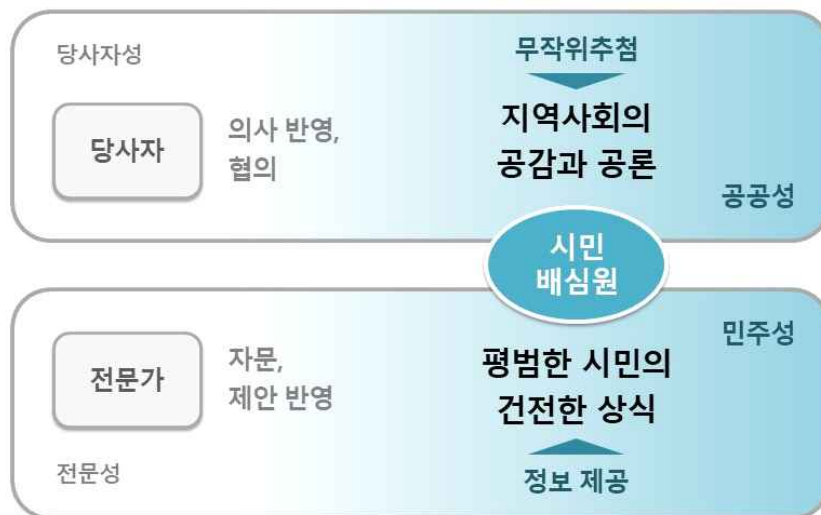 당사자성
당사자
의사 반영,
협의
무작위추첨
지역사회의
공감과 공론
공공성
시민
배심원
민주성
전문가
자문,
제안 반영
평범한 시민의
건전한 상식
정보 제공
전문성